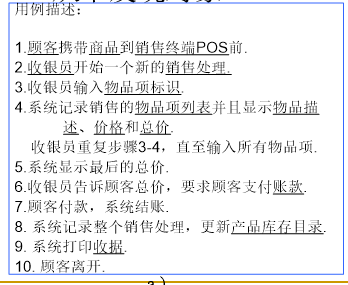 用例描述：
1.顾客携带商品到销售终端POS前.
2.收银员开始一个新的销售处理.
3.收银员输入物品项标识.
4.系统记录销售的物品项列表并且显示物品描
述、价格和总价.
收银员重复步骤3-4，直至输入所有物品项.
5.系统显示最后的总价.
6.收银员告诉顾客总价，要求顾客支付账款.
7.顾客付款，系统结账.
8. 系统记录整个销售处理，更新产品库存目录.
9. 系统打印收据.
10. 顾客离开.